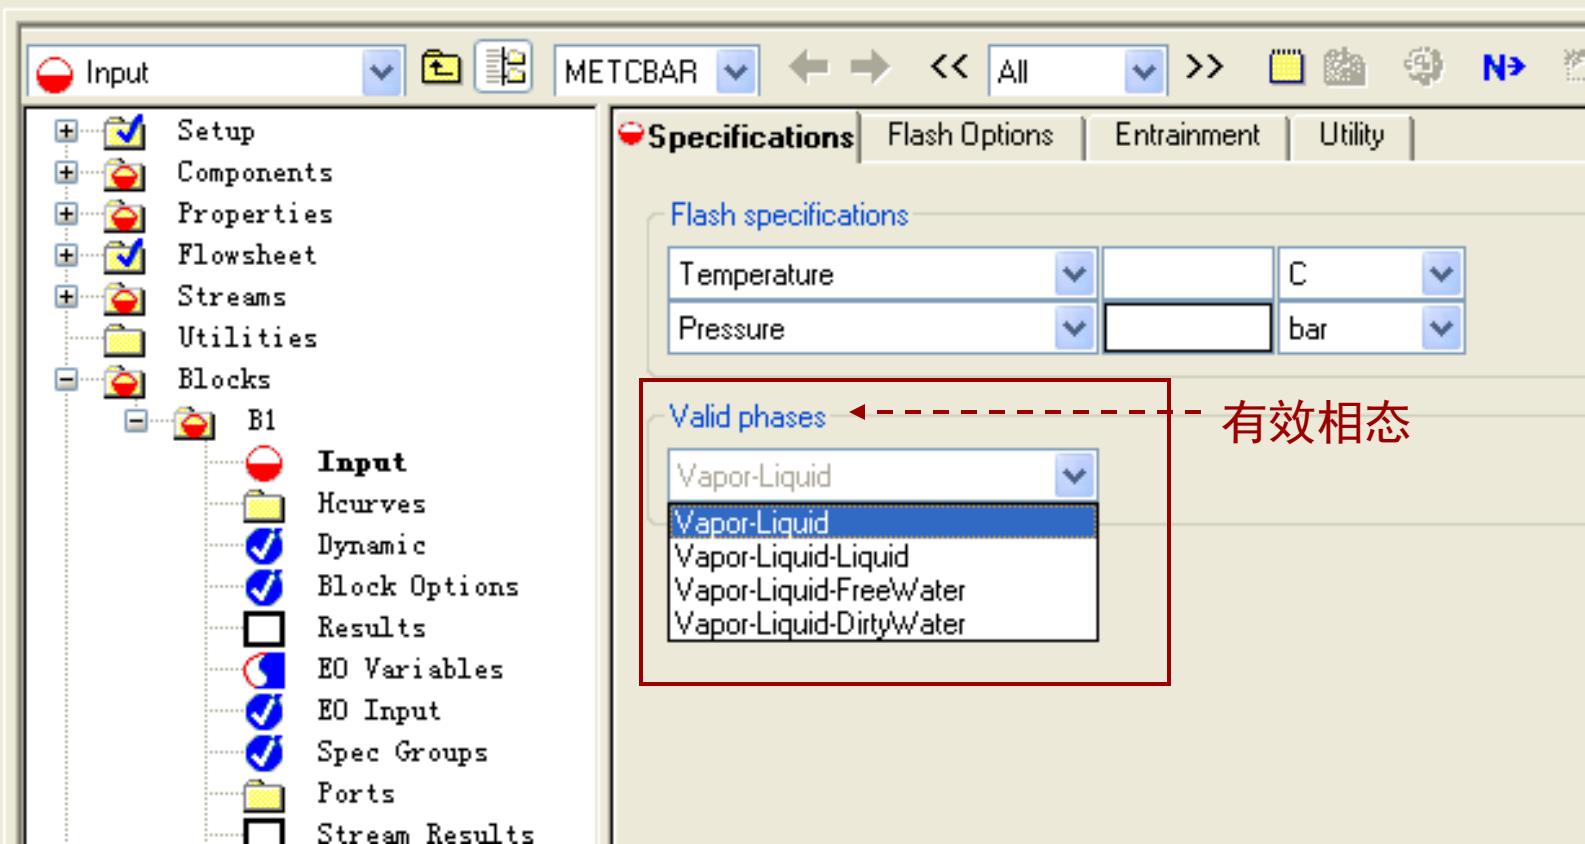 Input METCBAR << All >> N
Setup
Components
Properties
Flowsheet
Streams
Utilities
Blocks
B1
Input
Hcurves
Dynamic
Block Options
Results
EO Variables
EO Input
Spec Groups
Ports
Stream Results
Specifications Flash Options Entrainment Utility
Flash specifications
Temperature C
Pressure bar
Valid phases 有效相态
Vapor-Liquid
Vapor-Liquid
Vapor-Liquid-Liquid
Vapor-Liquid-FreeWater
Vapor-Liquid-DirtyWater